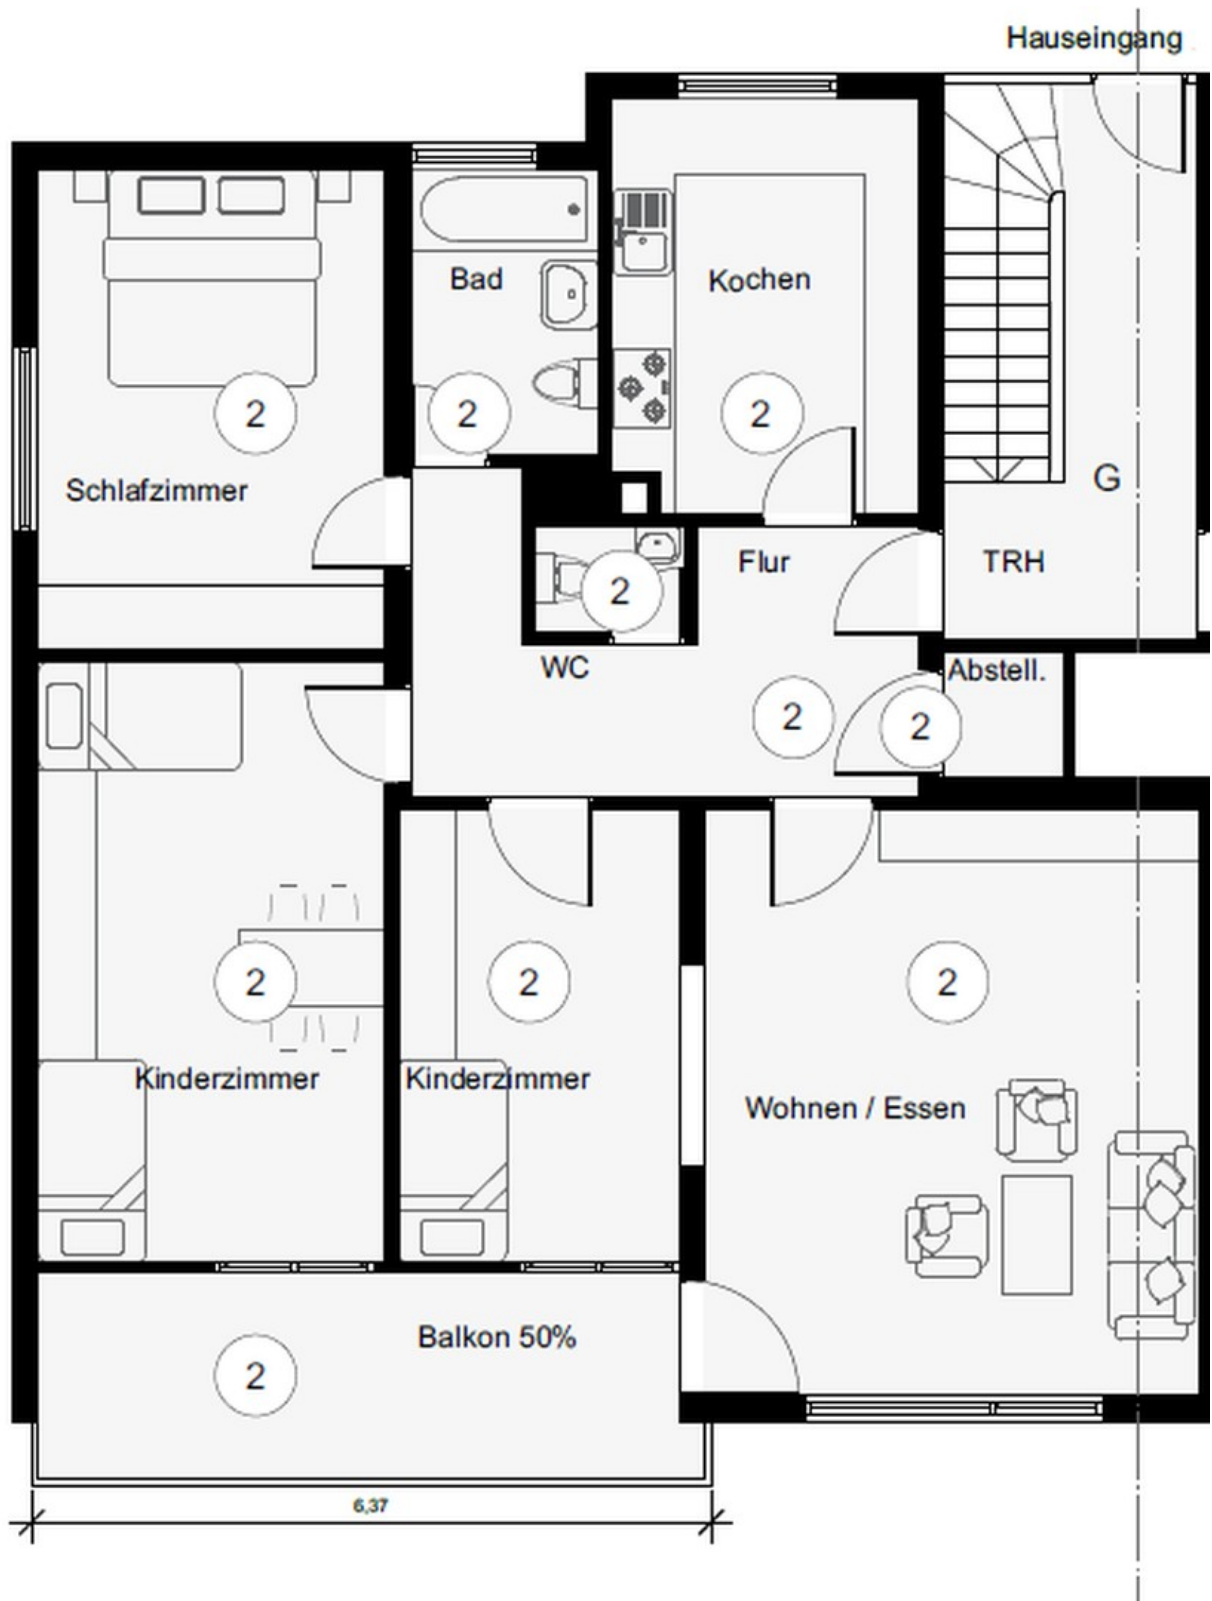 Hauseingang
Bad
Kochen
2
2
2
Schlafzimmer
G
Flur
TRH
2
WC
Abstell.
2
2
2
2
2
Kinderzimmer
Kinderzimmer
Wohnen / Essen
Balkon 50%
2
6,37